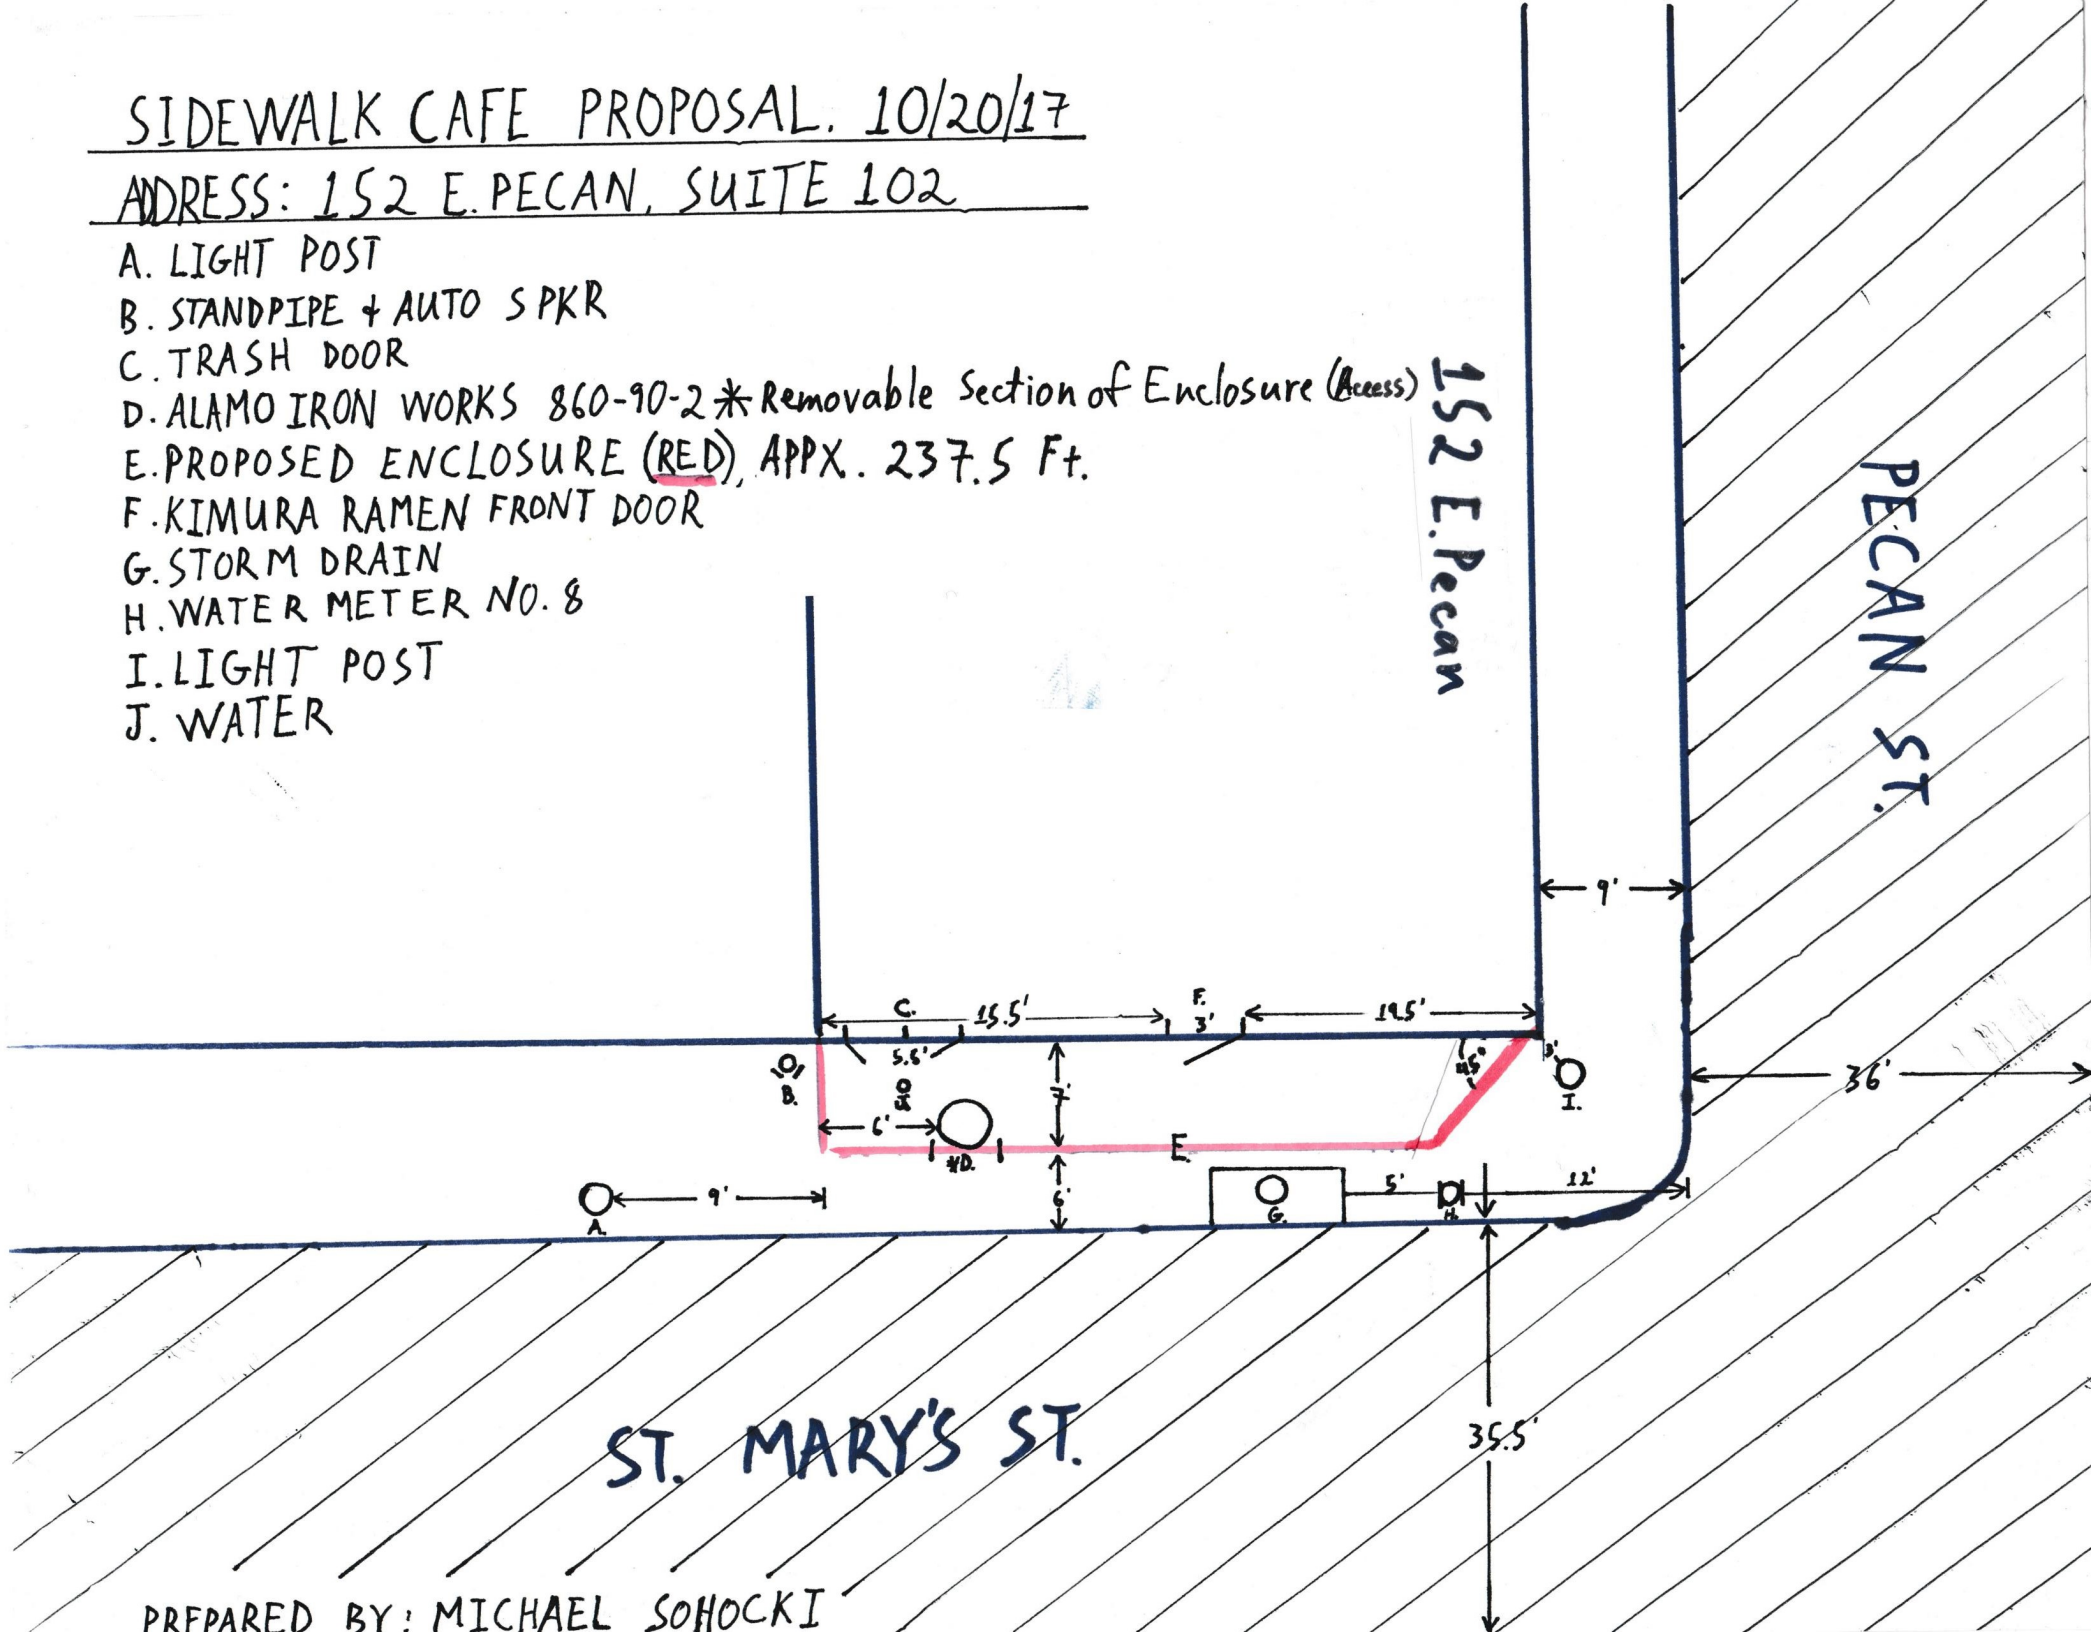 SIDEWALK CAFE PROPOSAL. 10/20/17
ADDRESS: 152 E. PECAN, SUITE 102
A. LIGHT POST
B. STANDPIPE & AUTO SPKR
C. TRASH DOOR
D. ALAMO IRON WORKS 860-90-2 * Removable Section of Enclosure (Access)
E. PROPOSED ENCLOSURE (RED), APPX. 237.5 Ft.
F. KIMURA RAMEN FRONT DOOR
G. STORM DRAIN
H. WATER METER NO. 8
I. LIGHT POST
J. WATER
152 E. Pecan
PECAN ST.
9'
C.
15.5'
F.
3'
19.5'
5.5'
B.
J.
7'
45°
3'
I.
36'
6'
*D.
E.
A.
9'
6'
G.
5'
H.
12'
35.5'
ST. MARY'S ST.
PREPARED BY: MICHAEL SOHOCKI